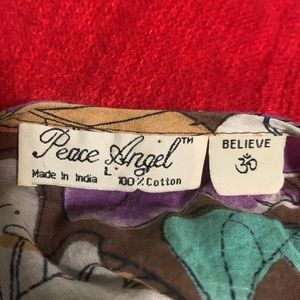 Peace Angel™
L
Made In India 100% Cotton
BELIEVE
ॐ